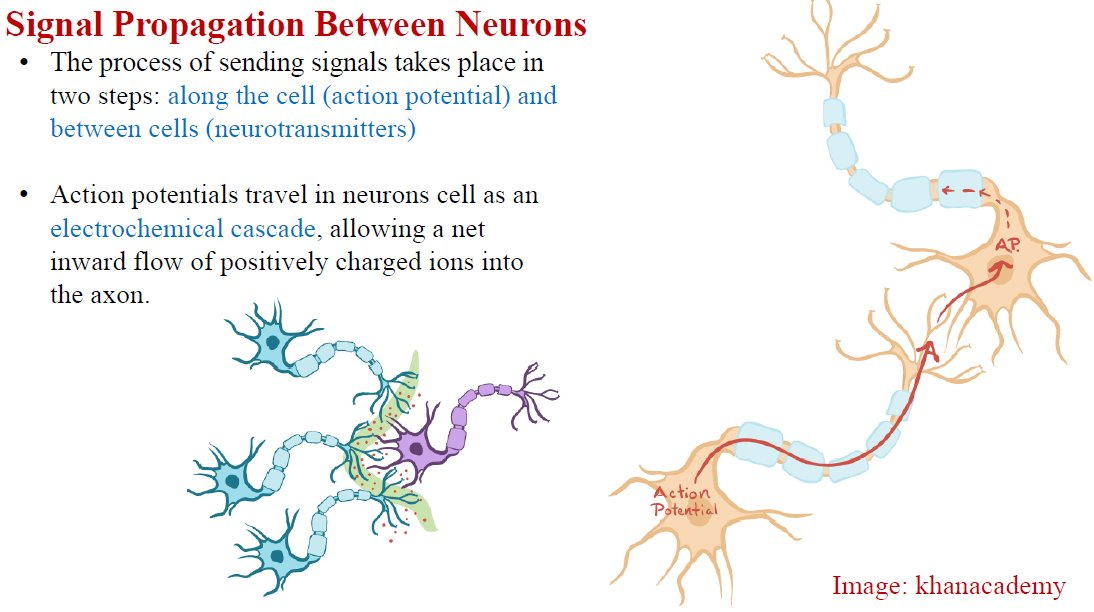 Signal Propagation Between Neurons
• The process of sending signals takes place in
two steps: along the cell (action potential) and
between cells (neurotransmitters)
• Action potentials travel in neurons cell as an
electrochemical cascade, allowing a net
inward flow of positively charged ions into
the axon.
A.P.
Action
Potential
Image: khanacademy